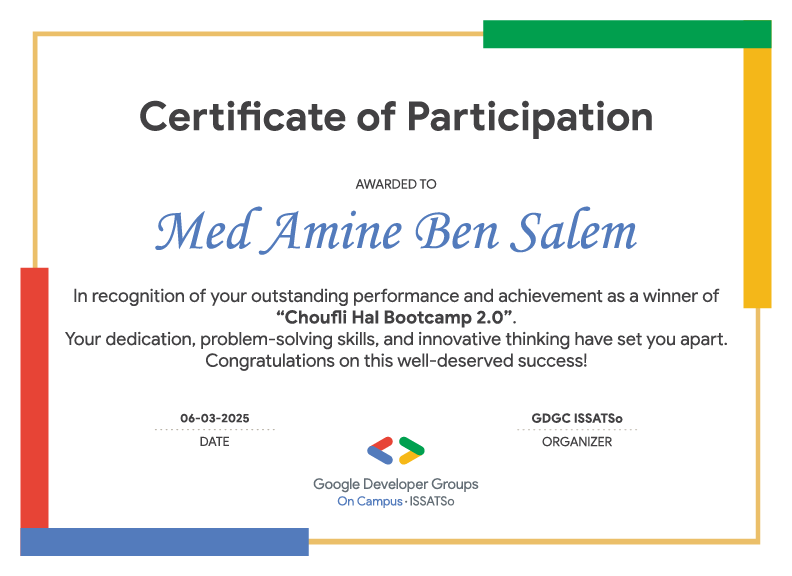 Certificate of Participation
AWARDED TO
Med Amine Ben Salem
In recognition of your outstanding performance and achievement as a winner of
“Choufli Hal Bootcamp 2.0”.
Your dedication, problem-solving skills, and innovative thinking have set you apart.
Congratulations on this well-deserved success!
06-03-2025
DATE
GDGC ISSATSo
ORGANIZER
Google Developer Groups
On Campus · ISSATSo